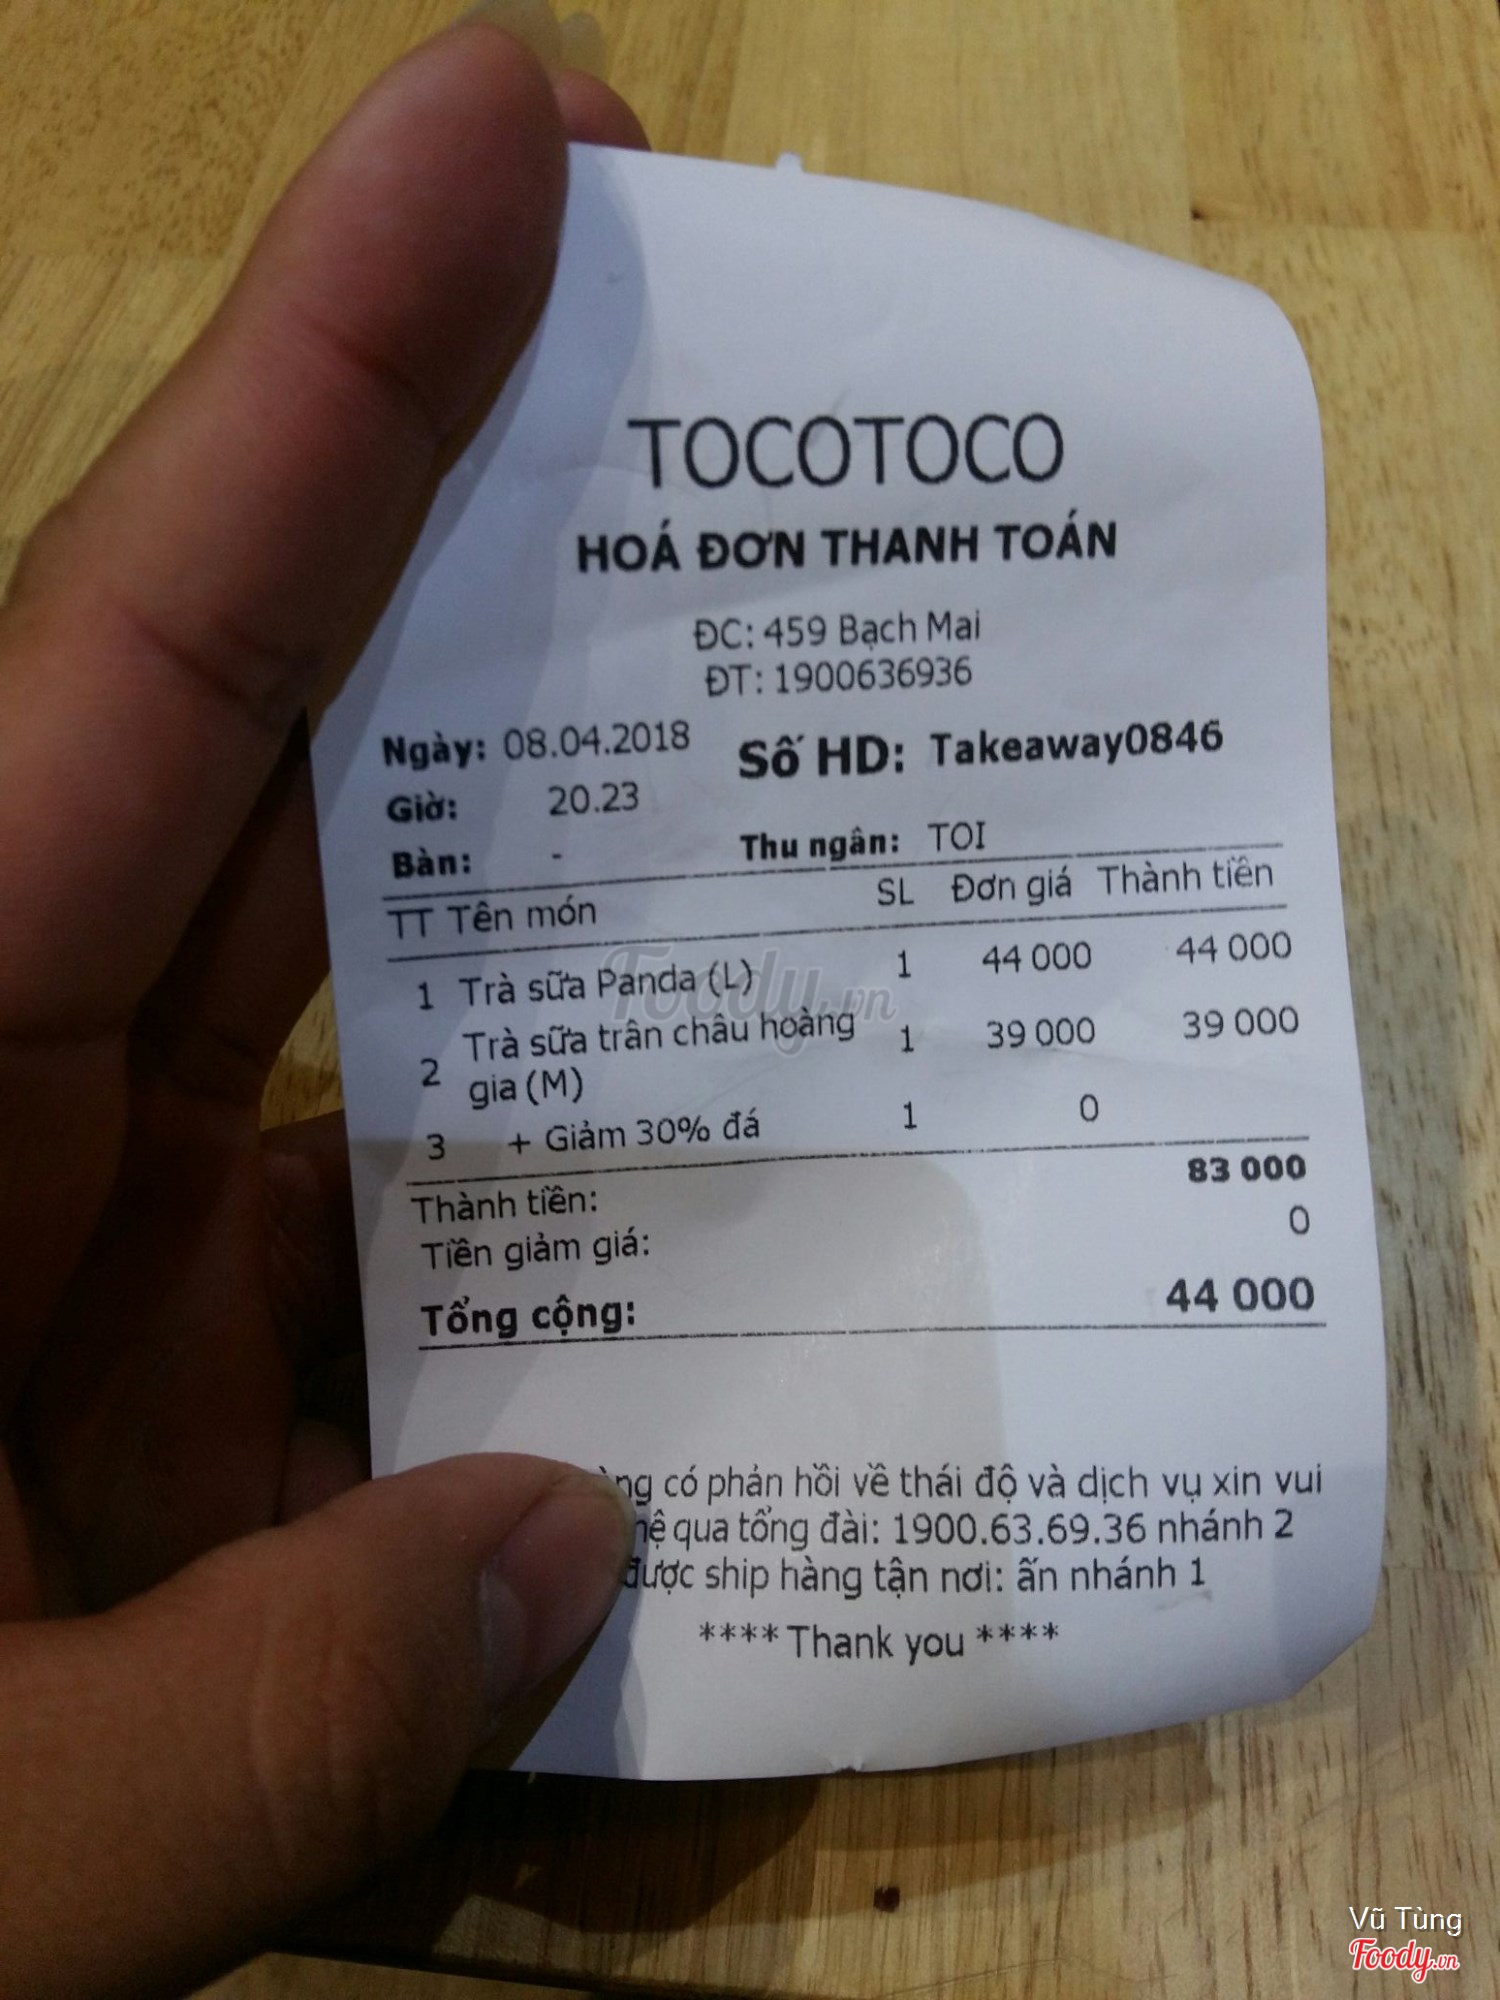 TOCOTOCO
HOÁ ĐƠN THANH TOÁN
ĐC: 459 Bạch Mai
ĐT: 1900636936
Ngày: 08.04.2018 Số HD: Takeaway0846
Giờ: 20.23
Bàn: - Thu ngân: TOI
TT Tên món SL Đơn giá Thành tiền
1 Trà sữa Panda (L) 1 44 000 44 000
2 Trà sữa trân châu hoàng gia (M) 1 39 000 39 000
3 + Giảm 30% đá 1 0
Thành tiền: 83 000
Tiền giảm giá: 0
Tổng cộng: 44 000
có phản hồi về thái độ và dịch vụ xin vui
qua tổng đài: 1900.63.69.36 nhánh 2
được ship hàng tận nơi: ấn nhánh 1
**** Thank you ****
Foody.vn
Vũ Tùng
Foody.vn